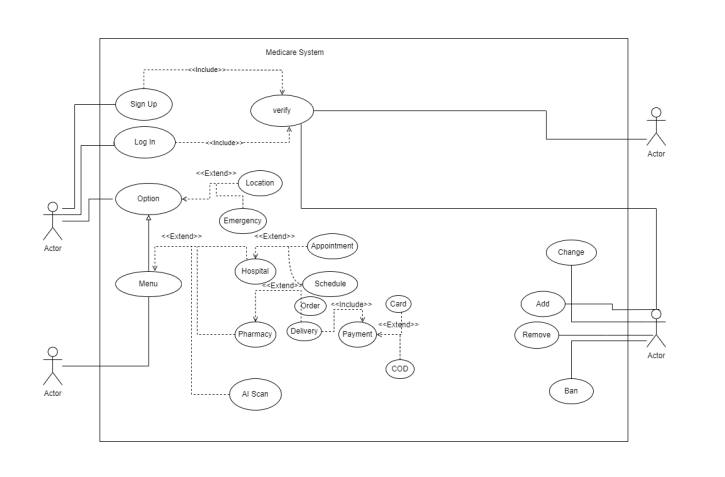 Medicare System
<<Include>>
Sign Up
verify
Log In
<<Include>>
Actor
<<Extend>>
Location
Option
Emergency
Actor
<<Extend>>
<<Extend>>
Appointment
Change
Hospital
Menu
<<Extend>>
Schedule
Order
<<Include>>
Card
Add
<<Extend>>
Pharmacy
Delivery
Payment
Remove
Actor
COD
Actor
AI Scan
Ban